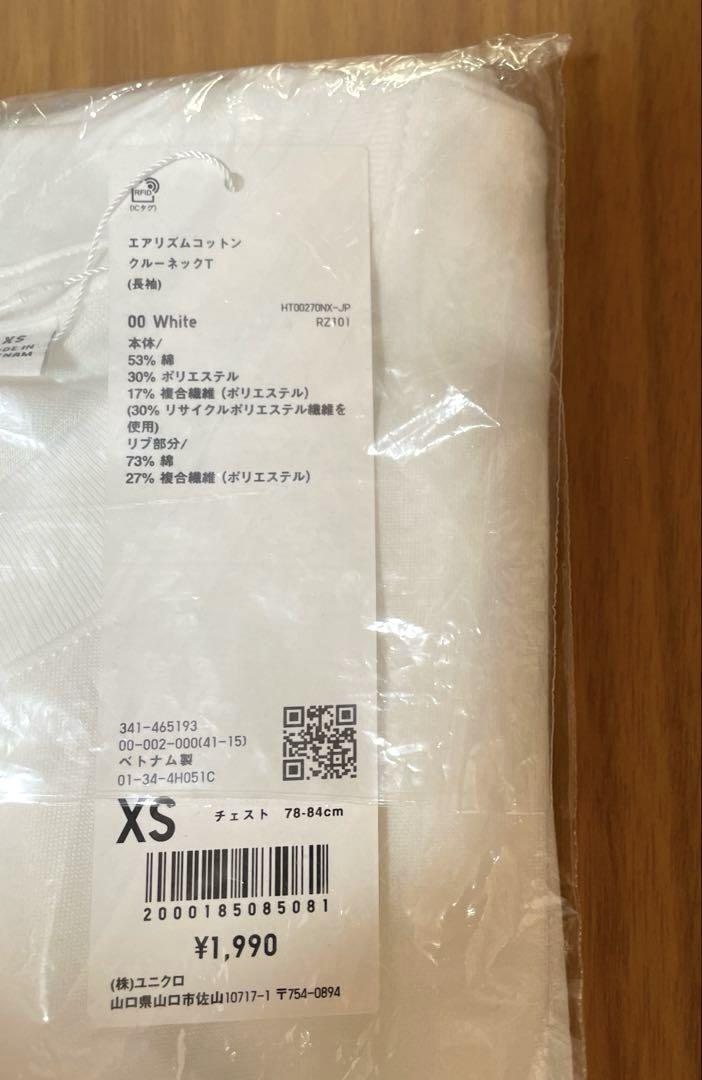 RFID
(ICタグ)
エアリズムコットン
クルーネックT
(長袖)
HT00270NX-JP
00 White
RZ101
本体/
53% 綿
30% ポリエステル
17% 複合繊維 (ポリエステル)
(30% リサイクルポリエステル繊維を
使用)
リブ部分/
73% 綿
27% 複合繊維 (ポリエステル)
XS
341-465193
00-002-000(41-15)
ベトナム製
01-34-4H051C
XS チェスト 78-84cm
2000185085081
¥1,990
(株)ユニクロ
山口県山口市佐山10717-1 〒754-0894